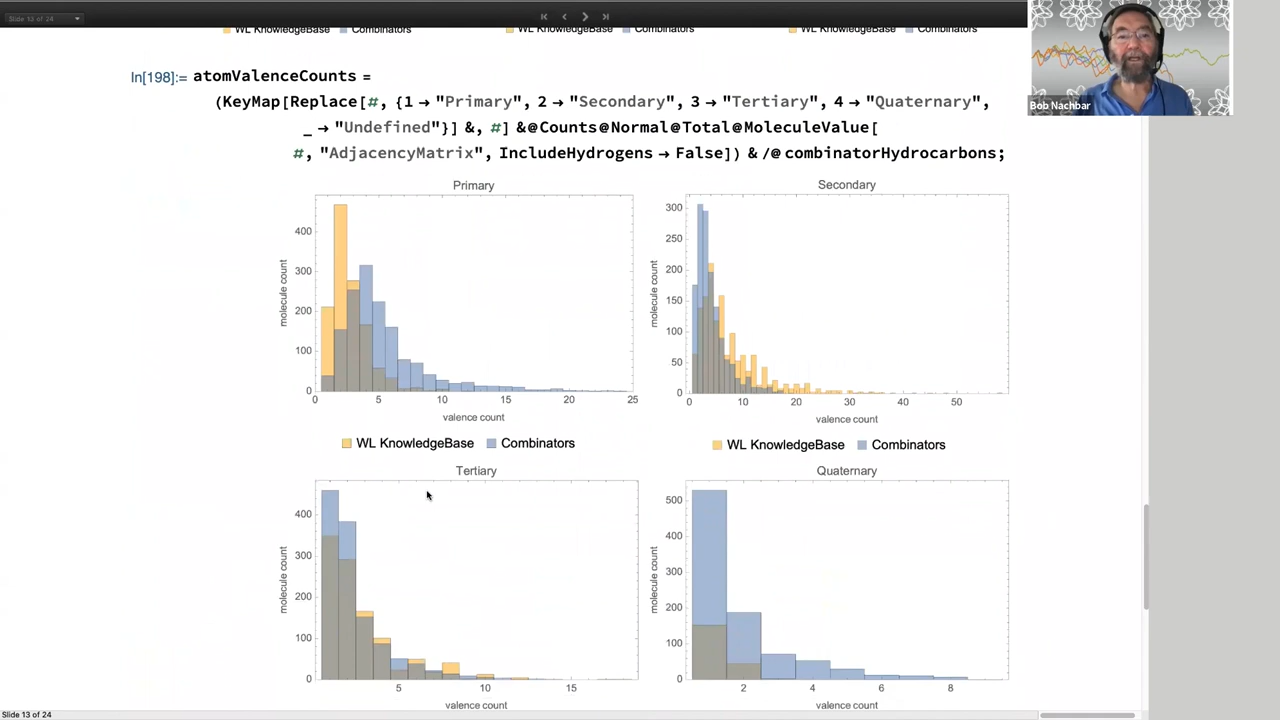 Slide 13 of 24
WL KnowledgeBase Combinators WL KnowledgeBase Combinators WL KnowledgeBase Combinators
Bob Nachbar
In[198]:= atomValenceCounts =
(KeyMap[Replace[#, {1 → "Primary", 2 → "Secondary", 3 → "Tertiary", 4 → "Quaternary",
_ → "Undefined"}] &, #] &@Counts@Normal@Total@MoleculeValue[
#, "AdjacencyMatrix", IncludeHydrogens → False]) & /@ combinatorHydrocarbons;
Primary
molecule count
400
300
200
100
0
0 5 10 15 20 25
valence count
WL KnowledgeBase Combinators
Secondary
molecule count
300
250
200
150
100
50
0
0 10 20 30 40 50
valence count
WL KnowledgeBase Combinators
Tertiary
molecule count
400
300
200
100
0
5 10 15
valence count
Quaternary
molecule count
500
400
300
200
100
0
2 4 6 8
valence count
Slide 13 of 24